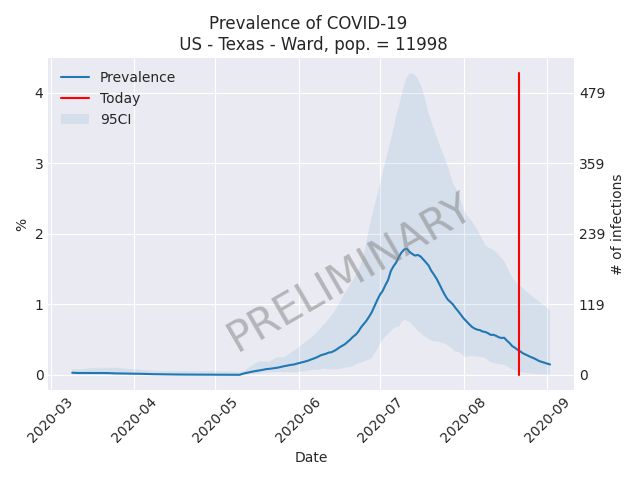 Prevalence of COVID-19
US - Texas - Ward, pop. = 11998
Prevalence
Today
95CI
4
3
2
1
0
%
479
359
239
119
0
# of infections
PRELIMINARY
2020-03
2020-04
2020-05
2020-06
2020-07
2020-08
2020-09
Date